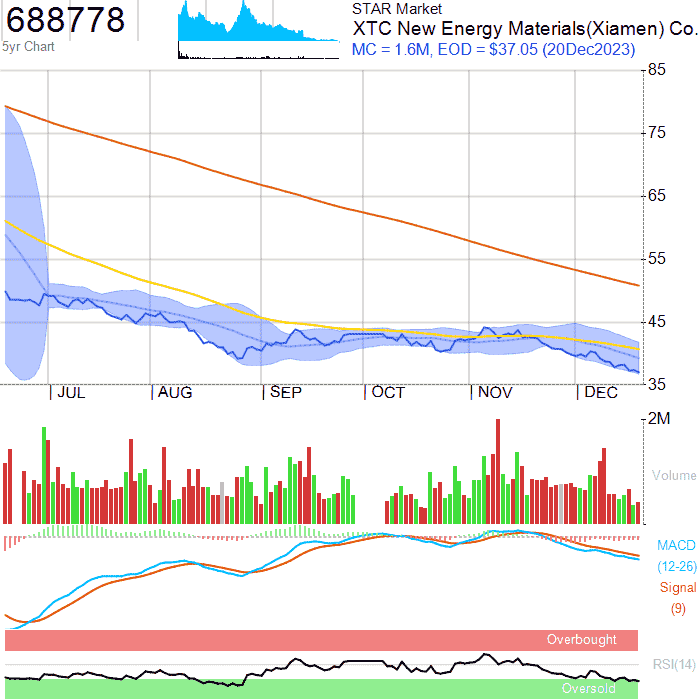 688778
5yr Chart
STAR Market
XTC New Energy Materials(Xiamen) Co.
MC = 1.6M, EOD = $37.05 (20Dec2023)
85
75
65
55
45
35
JUL AUG SEP OCT NOV DEC
2M
Volume
MACD
(12-26)
Signal
(9)
Overbought
RSI(14)
Oversold